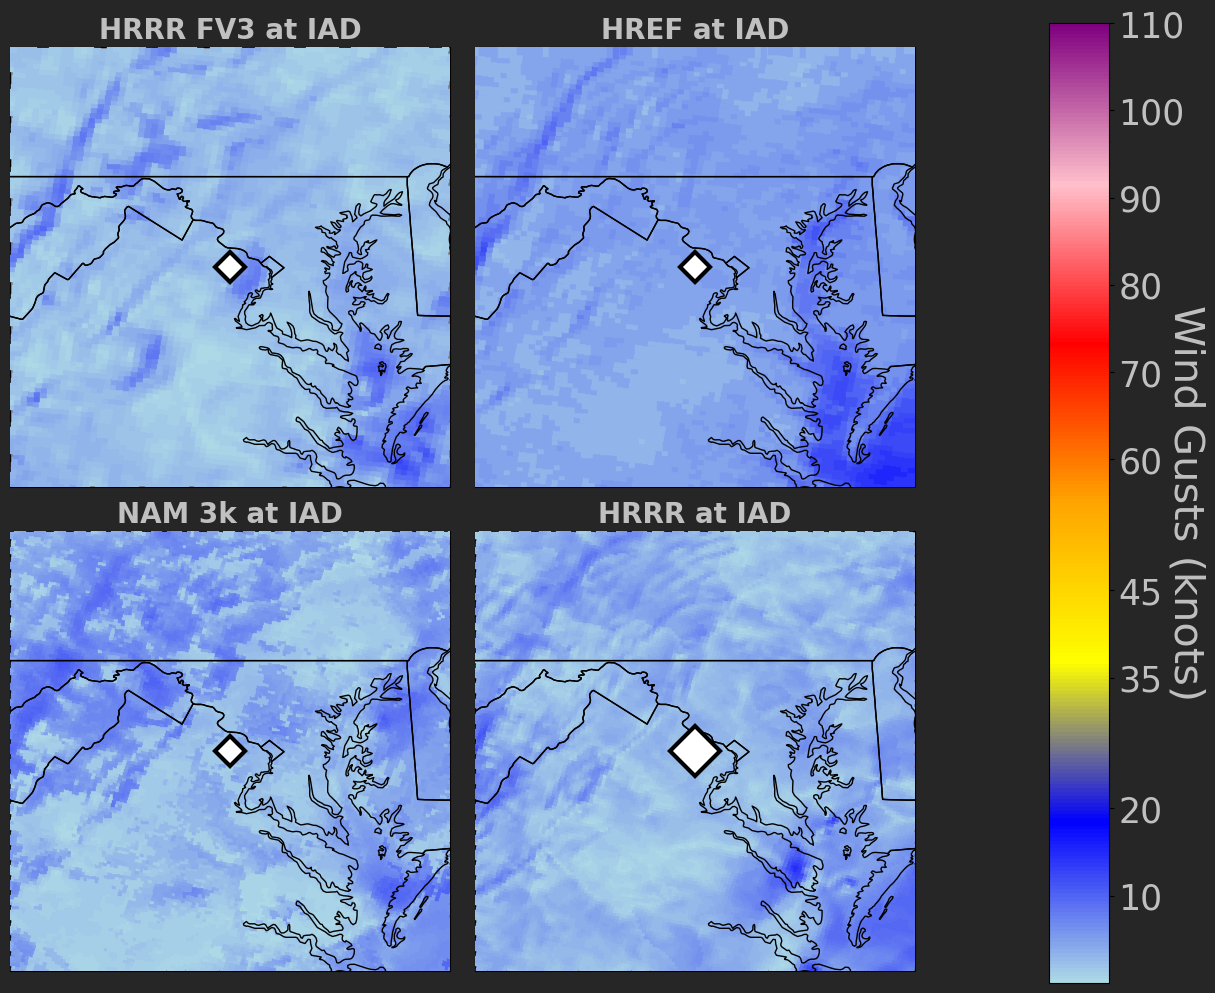 HRRR FV3 at IAD
HREF at IAD
NAM 3k at IAD
HRRR at IAD
110
100
90
80
70
60
45
35
20
10
Wind Gusts (knots)